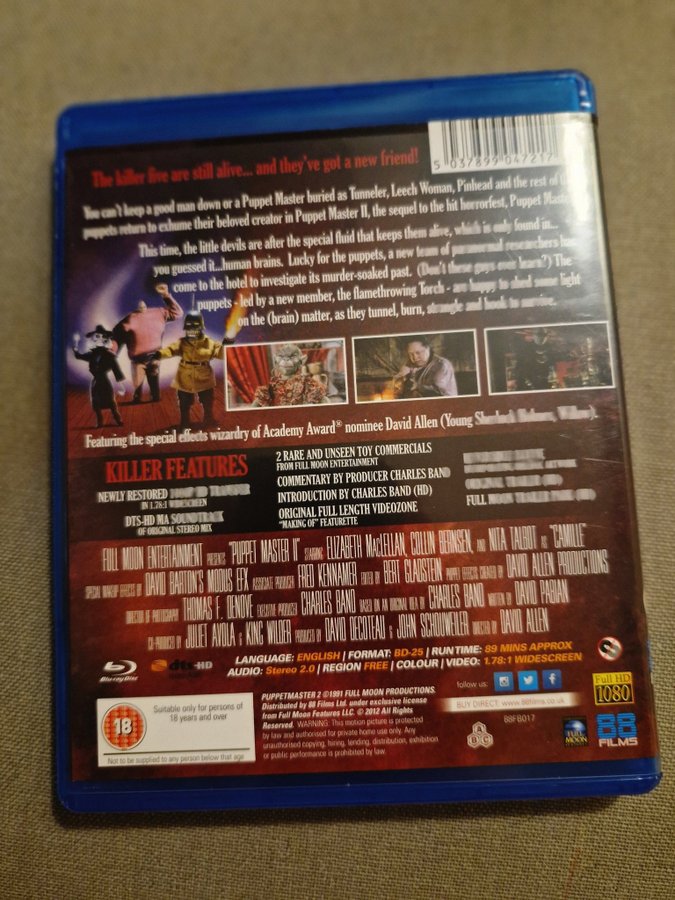 The killer five are still alive... and they've got a new friend!
5 037899 047217
You can't keep a good man down or a Puppet Master buried as Tunneler, Leech Woman, Pinhead and the rest of the
puppets return to exhume their beloved creator in Puppet Master II, the sequel to the hit horrorfest, Puppet Master
This time, the little devils are after the special fluid that keeps them alive, which is only found in...
you guessed it...human brains. Lucky for the puppets, a new team of paranormal researchers has
come to the hotel to investigate its murder-soaked past. (Don't these guys ever learn?) The
puppets - led by a new member, the flamethrowing Torch - are happy to shed some light
on the (brain) matter, as they tunnel, burn, strangle and hook to survive.
Featuring the special effects wizardry of Academy Award® nominee David Allen (Young Sherlock Holmes, Willow).
KILLER FEATURES
NEWLY RESTORED TRANSFER
IN 1.78:1 WIDESCREEN
DTS-HD MA SOUNDTRACK
OF ORIGINAL STEREO MIX
2 RARE AND UNSEEN TOY COMMERCIALS
FROM FULL MOON ENTERTAINMENT
COMMENTARY BY PRODUCER CHARLES BAND
INTRODUCTION BY CHARLES BAND (HD)
ORIGINAL FULL LENGTH VIDEOZONE
"MAKING OF" FEATURETTE
ORIGINAL TRAILER (HD)
FULL MOON TRAILER PARK (HD)
FULL MOON ENTERTAINMENT PRESENTS "PUPPET MASTER II" STARRING ELIZABETH MACLELLAN, COLLIN BERNSEN, AND NITA TALBOT AS "CAMILLE"
SPECIAL MAKEUP EFFECTS BY DAVID BARTON'S MODUS EFX ASSOCIATE PRODUCER FRED KENNAMER EDITED BY BERT GLADSTEIN PUPPET EFFECTS CREATED BY DAVID ALLEN PRODUCTIONS
DIRECTOR OF PHOTOGRAPHY THOMAS F. DENOVE EXECUTIVE PRODUCER CHARLES BAND BASED ON AN ORIGINAL IDEA BY CHARLES BAND WRITTEN BY DAVID PABIAN
CO-PRODUCED BY JULIET AVOLA & KING WILDER PRODUCED BY DAVID DECOTEAU & JOHN SCHOUWEILER DIRECTED BY DAVID ALLEN
Blu-ray Disc
dts-HD
LANGUAGE: ENGLISH | FORMAT: BD-25 | RUN TIME: 89 MINS APPROX
AUDIO: Stereo 2.0 | REGION FREE | COLOUR | VIDEO: 1.78:1 WIDESCREEN
18
Suitable only for persons of
18 years and over
Not to be supplied to any person below that age
PUPPETMASTER 2 ©1991 FULL MOON PRODUCTIONS.
Distributed by 88 Films Ltd. under exclusive license
from Full Moon Features LLC. © 2012 All Rights
Reserved. WARNING: This motion picture is protected
by law and authorised for private home use only. Any
unauthorised copying, hiring, lending, distribution, exhibition
or public performance is prohibited by law.
follow us:
BUY DIRECT: www.88films.co.uk
ABC
88FB017
FULL MOON
Full HD
1080
88
FILMS